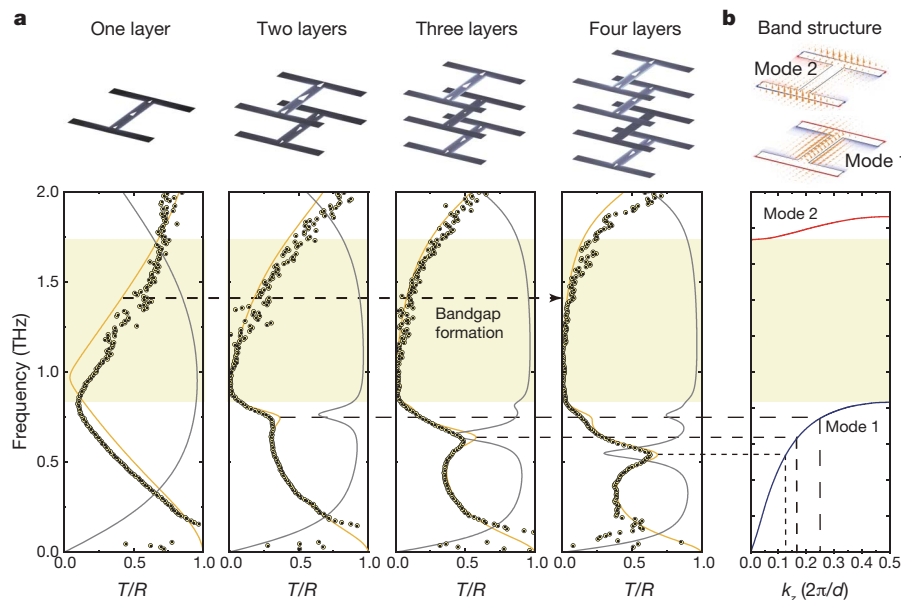 a
b
One layer
Two layers
Three layers
Four layers
Band structure
Mode 2
Mode 1
2.0
1.5
1.0
0.5
0.0
Frequency (THz)
Bandgap
formation
Mode 2
Mode 1
0.0 0.5 1.0
0.0 0.5 1.0
0.0 0.5 1.0
0.0 0.5 1.0
0.0 0.1 0.2 0.3 0.4 0.5
T/R
T/R
T/R
T/R
k_z (2π/d)